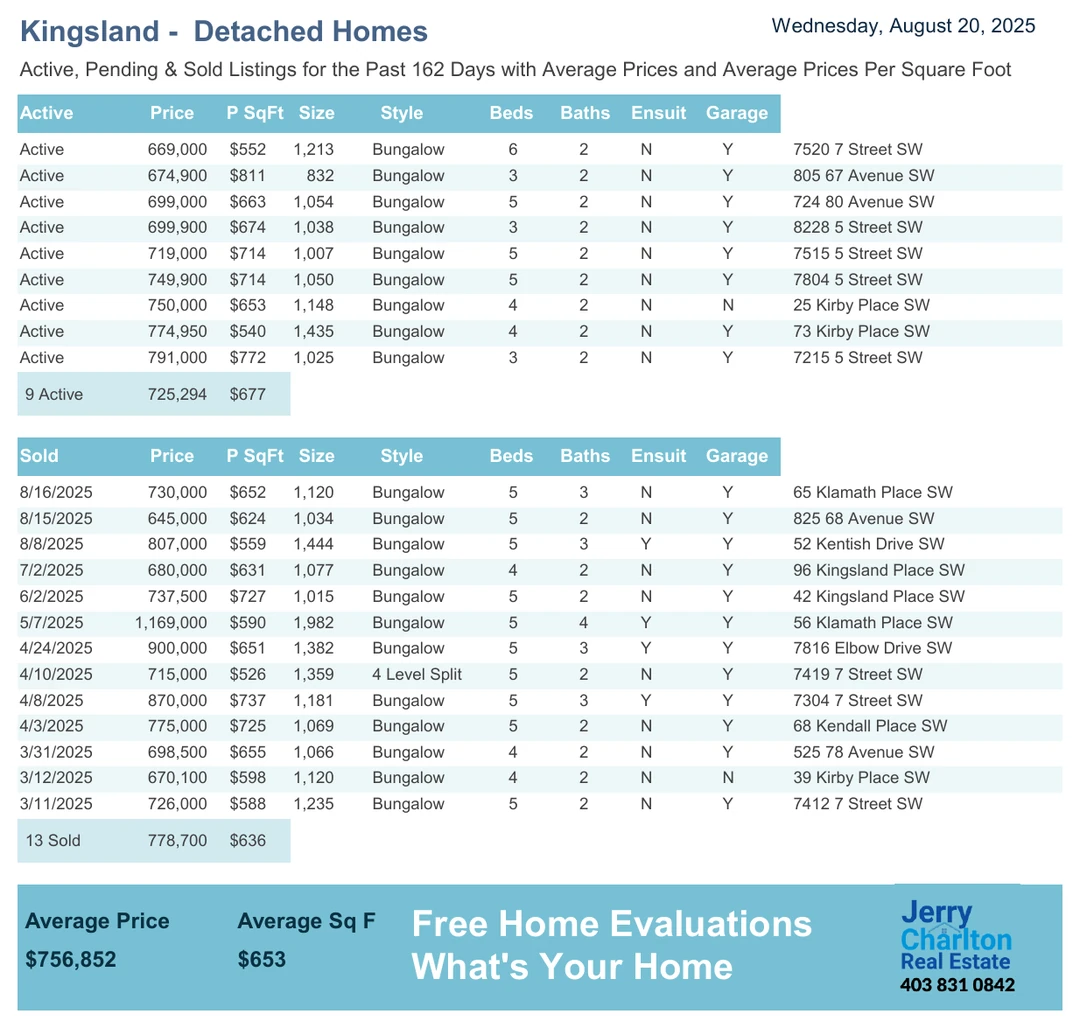 Kingsland -  Detached Homes
Wednesday, August 20, 2025
Active, Pending & Sold Listings for the Past 162 Days with Average Prices and Average Prices Per Square Foot
Active Price P SqFt Size Style Beds Baths Ensuit Garage
Active 669,000 $552 1,213 Bungalow 6 2 N Y 7520 7 Street SW
Active 674,900 $811 832 Bungalow 3 2 N Y 805 67 Avenue SW
Active 699,000 $663 1,054 Bungalow 5 2 N Y 724 80 Avenue SW
Active 699,900 $674 1,038 Bungalow 3 2 N Y 8228 5 Street SW
Active 719,000 $714 1,007 Bungalow 5 2 N Y 7515 5 Street SW
Active 749,900 $714 1,050 Bungalow 5 2 N Y 7804 5 Street SW
Active 750,000 $653 1,148 Bungalow 4 2 N N 25 Kirby Place SW
Active 774,950 $540 1,435 Bungalow 4 2 N Y 73 Kirby Place SW
Active 791,000 $772 1,025 Bungalow 3 2 N Y 7215 5 Street SW
9 Active 725,294 $677
Sold Price P SqFt Size Style Beds Baths Ensuit Garage
8/16/2025 730,000 $652 1,120 Bungalow 5 3 N Y 65 Klamath Place SW
8/15/2025 645,000 $624 1,034 Bungalow 5 2 N Y 825 68 Avenue SW
8/8/2025 807,000 $559 1,444 Bungalow 5 3 Y Y 52 Kentish Drive SW
7/2/2025 680,000 $631 1,077 Bungalow 4 2 N Y 96 Kingsland Place SW
6/2/2025 737,500 $727 1,015 Bungalow 5 2 N Y 42 Kingsland Place SW
5/7/2025 1,169,000 $590 1,982 Bungalow 5 4 Y Y 56 Klamath Place SW
4/24/2025 900,000 $651 1,382 Bungalow 5 3 Y Y 7816 Elbow Drive SW
4/10/2025 715,000 $526 1,359 4 Level Split 5 2 N Y 7419 7 Street SW
4/8/2025 870,000 $737 1,181 Bungalow 5 3 Y Y 7304 7 Street SW
4/3/2025 775,000 $725 1,069 Bungalow 5 2 N Y 68 Kendall Place SW
3/31/2025 698,500 $655 1,066 Bungalow 4 2 N Y 525 78 Avenue SW
3/12/2025 670,100 $598 1,120 Bungalow 4 2 N N 39 Kirby Place SW
3/11/2025 726,000 $588 1,235 Bungalow 5 2 N Y 7412 7 Street SW
13 Sold 778,700 $636
Average Price Average Sq F
$756,852 $653
Free Home Evaluations
What's Your Home
Jerry
Charlton
Real Estate
403 831 0842